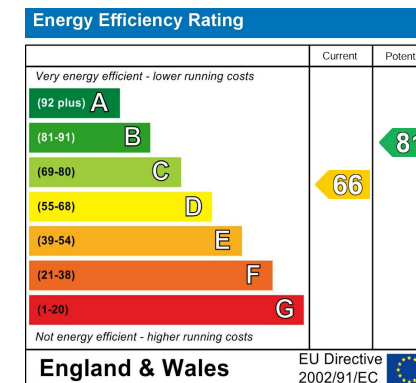 Energy Efficiency Rating
Current Potent
Very energy efficient - lower running costs
(92 plus) A
(81-91) B
(69-80) C
(55-68) D
(39-54) E
(21-38) F
(1-20) G
66
81
Not energy efficient - higher running costs
England & Wales
EU Directive
2002/91/EC